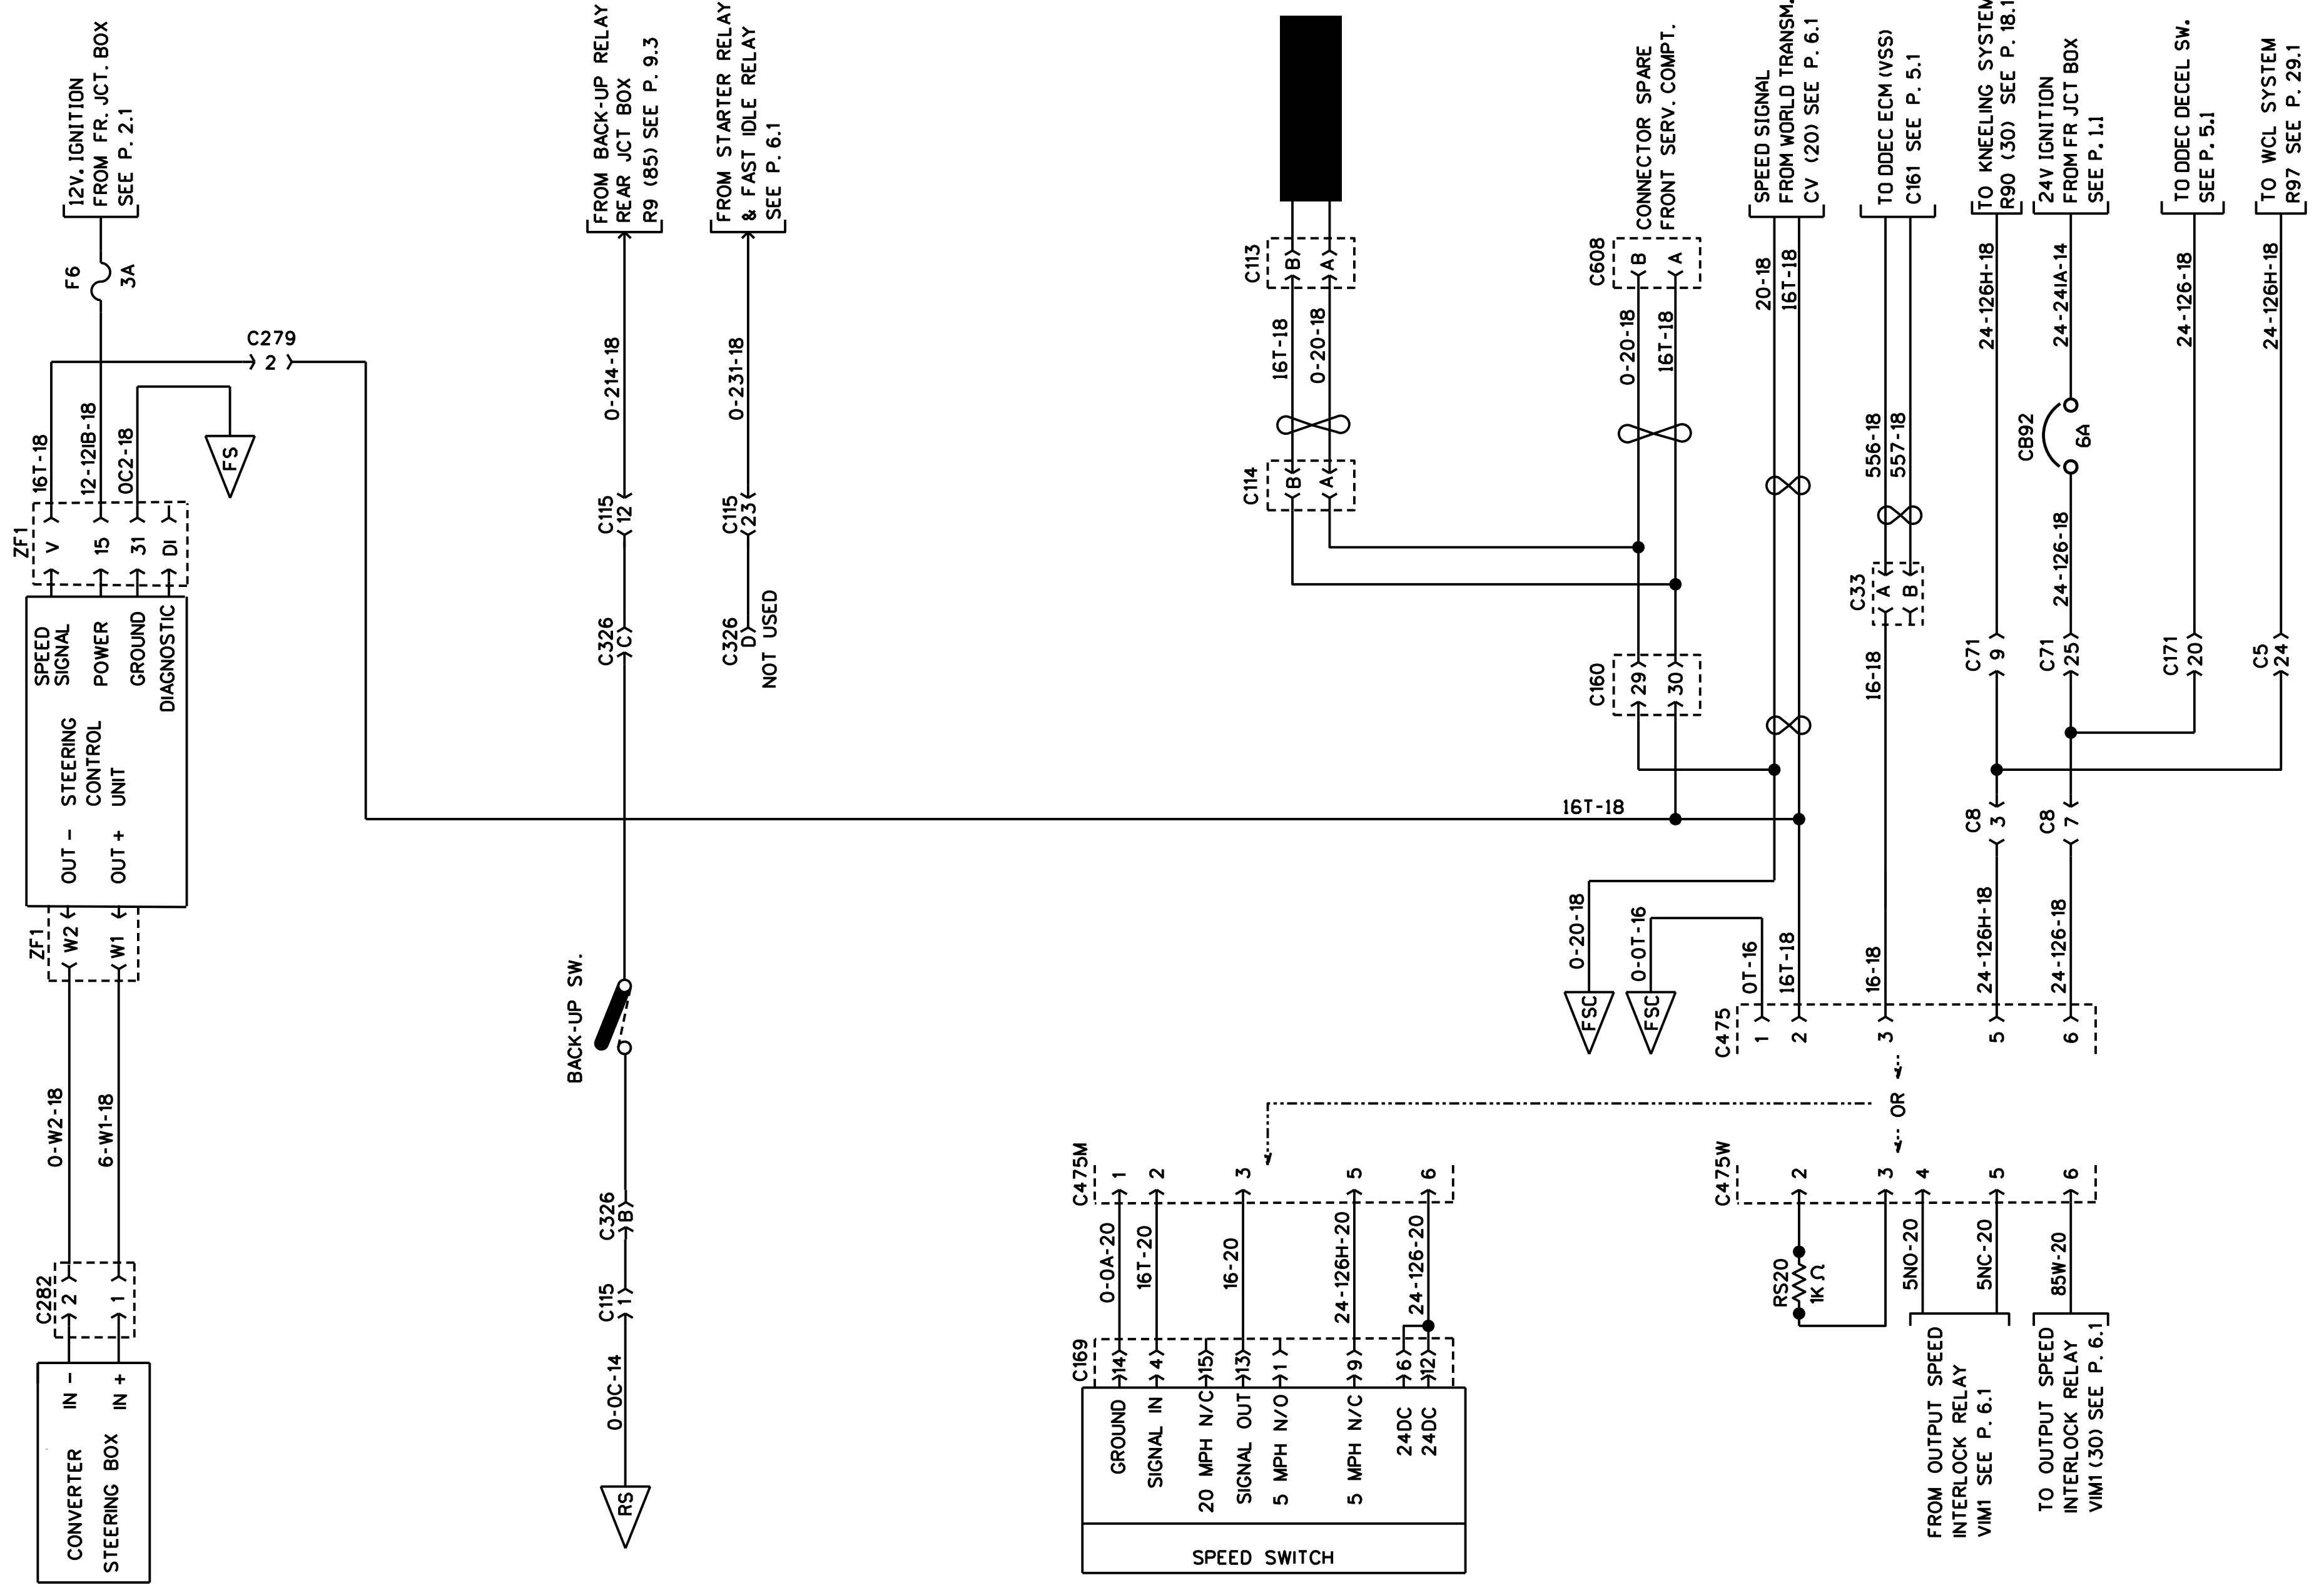 12V. IGNITION
FROM FR. JCT. BOX
SEE P. 2.1
F6
3A
C279
2
16T-18
12-12IB-18
0C2-18
FS
ZF1
V
15
31
DI
SPEED
SIGNAL
POWER
GROUND
DIAGNOSTIC
STEERING
CONTROL
UNIT
OUT -
OUT +
ZF1
W2
W1
0-W2-18
6-W1-18
C282
2
1
IN -
IN +
CONVERTER
STEERING BOX
FROM BACK-UP RELAY
REAR JCT BOX
R9 (85) SEE P. 9.3
0-214-18
C115
12
C326
C
BACK-UP SW.
C326
B
C115
1
0-0C-14
RS
FROM STARTER RELAY
& FAST IDLE RELAY
SEE P. 6.1
0-231-18
C115
23
C326
D
NOT USED
C113
B
A
16T-18
0-20-18
C114
B
A
CONNECTOR SPARE
FRONT SERV. COMPT.
C608
B
A
0-20-18
16T-18
C160
29
30
16T-18
SPEED SIGNAL
FROM WORLD TRANSM.
CV (20) SEE P. 6.1
20-18
16T-18
TO DDEC ECM (VSS)
C161 SEE P. 5.1
556-18
557-18
C33
A
B
16-18
TO KNEELING SYSTEM
R90 (30) SEE P. 18.1
24-126H-18
C71
9
C8
3
24V IGNITION
FROM FR JCT BOX
SEE P. 1.1
24-24IA-14
CB92
6A
24-126-18
C71
25
C8
7
TO DDEC DECEL SW.
SEE P. 5.1
24-126-18
C171
20
TO WCL SYSTEM
R97 SEE P. 29.1
24-126H-18
C5
24
0-20-18
FSC
0-0T-16
FSC
0T-16
16T-18
16-18
24-126H-18
24-126-18
C475
1
2
3
5
6
OR
C475M
1
2
3
5
6
0-0A-20
16T-20
16-20
24-126H-20
24-126-20
C169
14
4
15
13
1
9
6
12
GROUND
SIGNAL IN
20 MPH N/C
SIGNAL OUT
5 MPH N/O
5 MPH N/C
24DC
24DC
SPEED SWITCH
C475W
2
3
4
5
6
RS20
1K Ω
5NO-20
5NC-20
85W-20
FROM OUTPUT SPEED
INTERLOCK RELAY
VIM1 SEE P. 6.1
TO OUTPUT SPEED
INTERLOCK RELAY
VIM1 (30) SEE P. 6.1